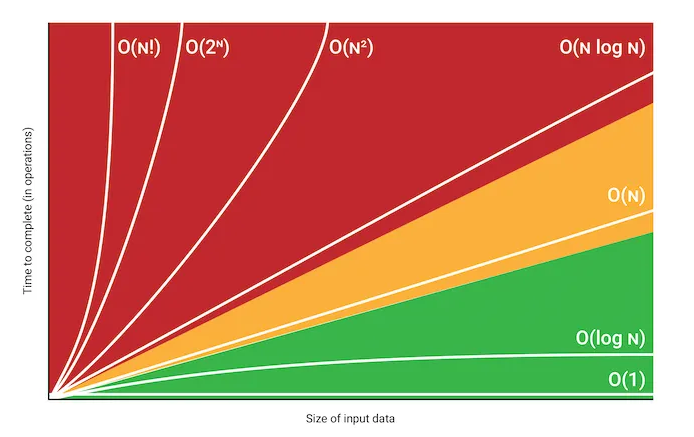 O(N!)
O(2ᴺ)
O(N²)
O(N log N)
O(N)
O(log N)
O(1)
Time to complete (in operations)
Size of input data